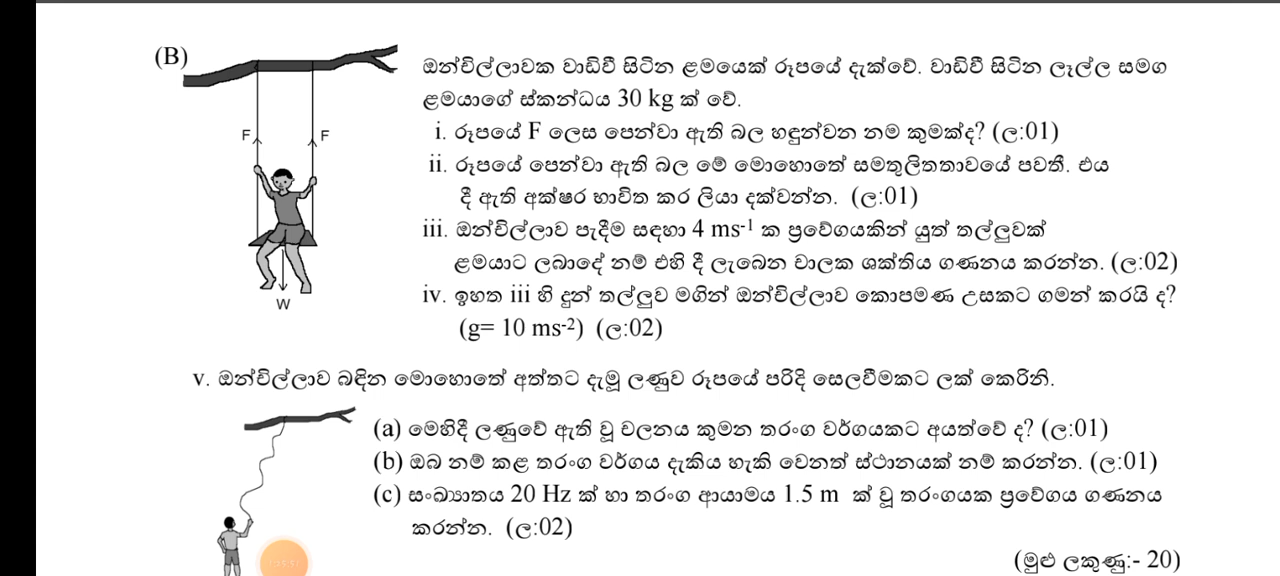 (B)
ඔන්චිල්ලාවක වාඩිවී සිටින ළමයෙක් රූපයේ දැක්වේ. වාඩිවී සිටින ලෑල්ල සමග
ළමයාගේ ස්කන්ධය 30 kg ක් වේ.
F F
i. රූපයේ F ලෙස පෙන්වා ඇති බල හඳුන්වන නම කුමක්ද? (ල:01)
ii. රූපයේ පෙන්වා ඇති බල මේ මොහොතේ සමතුලිතතාවයේ පවතී. එය
දී ඇති අක්ෂර භාවිත කර ලියා දක්වන්න. (ල:01)
iii. ඔන්චිල්ලාව පැදීම සඳහා 4 ms⁻¹ ක ප්‍රවේගයකින් යුත් තල්ලුවක්
ළමයාට ලබාදේ නම් එහි දී ලැබෙන චාලක ශක්තිය ගණනය කරන්න. (ල:02)
W
iv. ඉහත iii හි දුන් තල්ලුව මගින් ඔන්චිල්ලාව කොපමණ උසකට ගමන් කරයි ද?
(g= 10 ms⁻²) (ල:02)
v. ඔන්චිල්ලාව බඳින මොහොතේ අත්තට දැමූ ලණුව රූපයේ පරිදි සෙලවීමකට ලක් කෙරිනි.
(a) මෙහිදී ලණුවේ ඇති වූ චලනය කුමන තරංග වර්ගයකට අයත්වේ ද? (ල:01)
(b) ඔබ නම් කළ තරංග වර්ගය දැකිය හැකි වෙනත් ස්ථානයක් නම් කරන්න. (ල:01)
(c) සංඛ්‍යාතය 20 Hz ක් හා තරංග ආයාමය 1.5 m ක් වූ තරංගයක ප්‍රවේගය ගණනය
කරන්න. (ල:02)
(මුළු ලකුණු:- 20)